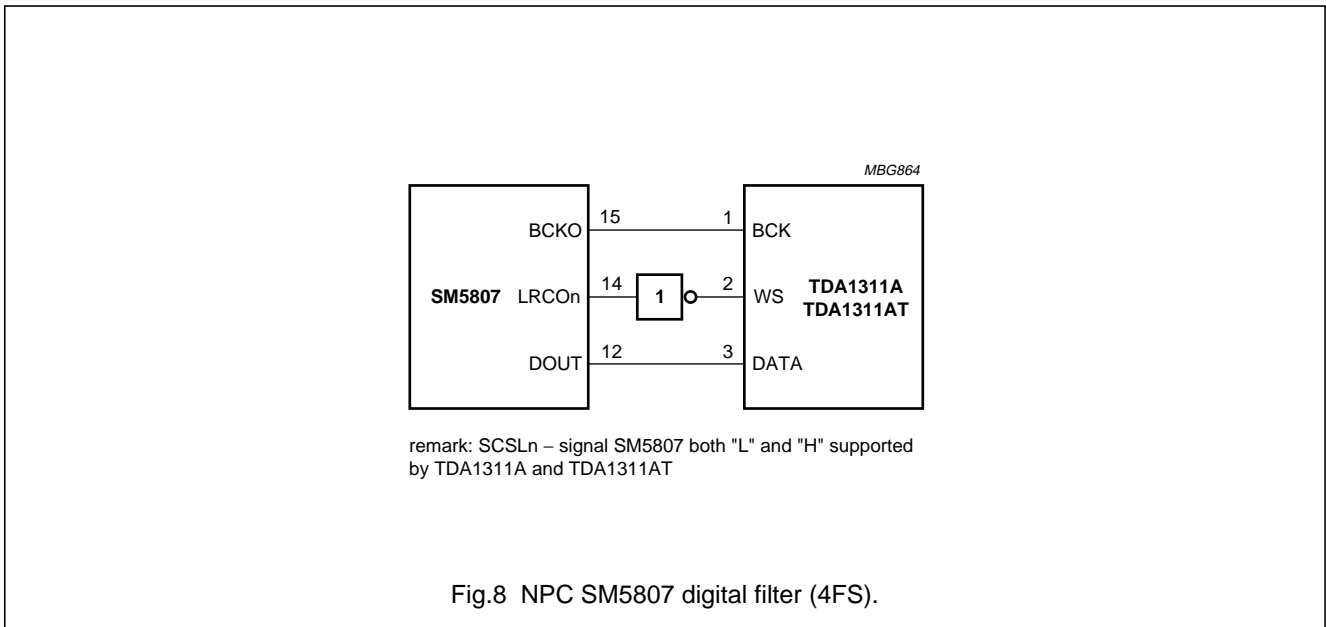 MBG864
BCKO 15 1 BCK
SM5807 LRCOn 14 1 2 WS TDA1311A
TDA1311AT
DOUT 12 3 DATA
remark: SCSLn – signal SM5807 both "L" and "H" supported
by TDA1311A and TDA1311AT
Fig.8 NPC SM5807 digital filter (4FS).